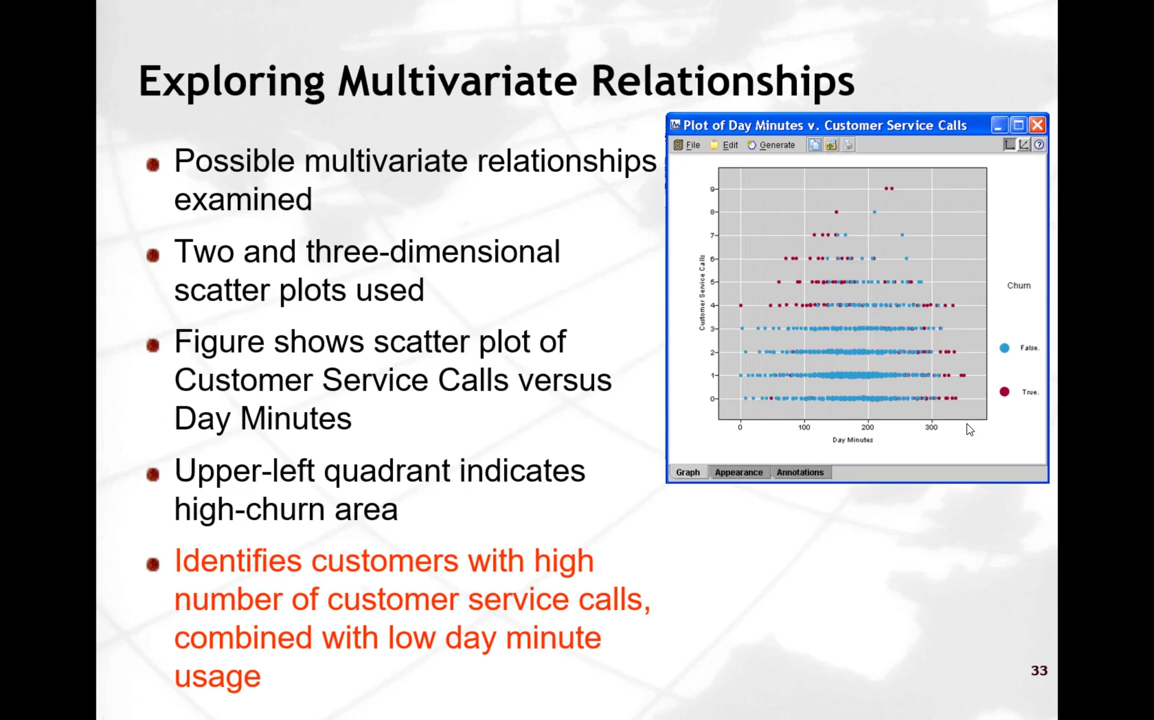 Exploring Multivariate Relationships
Possible multivariate relationships
examined
Two and three-dimensional
scatter plots used
Figure shows scatter plot of
Customer Service Calls versus
Day Minutes
Upper-left quadrant indicates
high-churn area
Identifies customers with high
number of customer service calls,
combined with low day minute
usage
Plot of Day Minutes v. Customer Service Calls
File Edit Generate
9
8
7
6
5
4
3
2
1
0
Customer Service Calls
0 100 200 300
Day Minutes
Churn
False.
True.
Graph Appearance Annotations
33